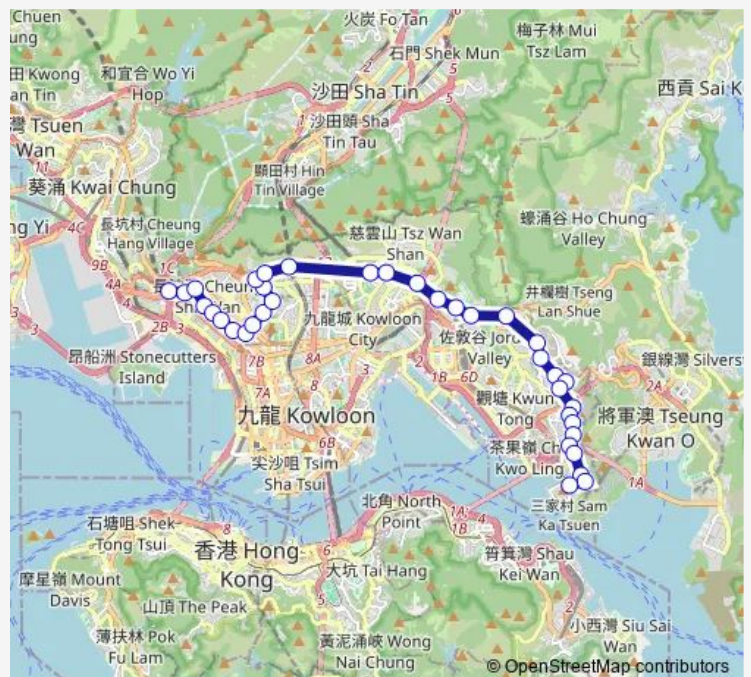 Chuen
火炭 Fo Tan
梅子林 Mui
Tsz Lam
石門 Shek Mun
田 Kwong
an Tin
和宜合 Wo Yi
Hop
沙田 Sha Tin
西貢 Sai K
灣 Tsuen
Wan
沙田頭 Sha
Tin Tau
顯田村 Hin
Tin Village
葵涌 Kwai Chung
ng Yi
長坑村 Cheung
Hang Village
慈雲山 Tsz Wan
Shan
蠔涌谷 Ho Chung
Valley
井欄樹 Tseng
Lan Shue
九龍城 Kowloon
City
佐敦谷
Valley
昂船洲 Stonecutters
Island
銀線灣 Silvers
觀塘 Kwun
Tong
將軍澳 Tseung
Kwan O
九龍 Kowloon
尖沙咀 Tsim
Sha Tsui
茶果嶺
Kwo Ling
三家村 Sam
Ka Tsuen
北角 North
Point
石塘咀 Shek
Tong Tsui
香港 Hong
Kong
大坑 Tai Hang
筲箕灣 Shau
Kei Wan
摩星嶺 Mount
Davis
山頂 The Peak
薄扶林 Pok
Fu Lam
黃泥涌峽 Wong
Nai Chung
小西灣 Siu Sai
Wan
© OpenStreetMap contributors